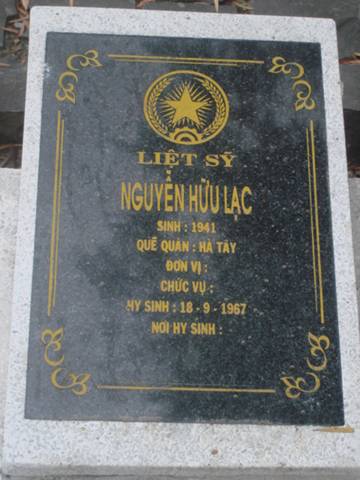 LIỆT SỸ
NGUYỄN HỮU LẠC
SINH : 1941
QUÊ QUÁN : HÀ TÂY
ĐƠN VỊ :
CHỨC VỤ :
HY SINH : 18 - 9 - 1967
NƠI HY SINH :